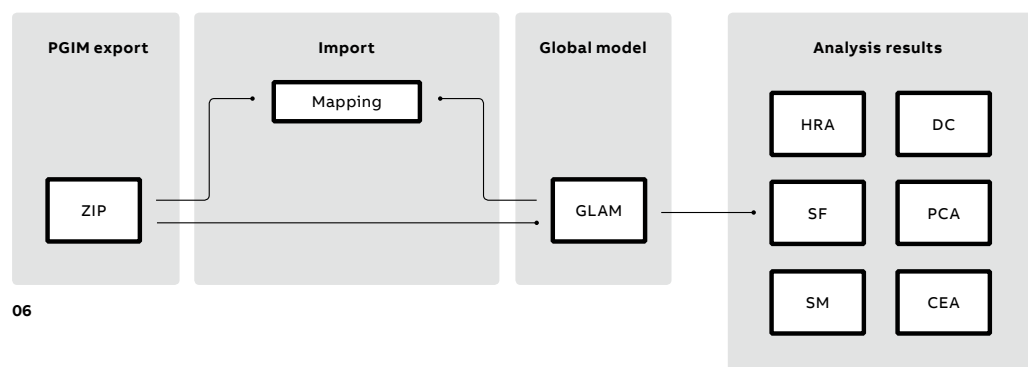 PGIM export
Import
Global model
Analysis results
Mapping
HRA
DC
ZIP
GLAM
SF
PCA
SM
CEA
06